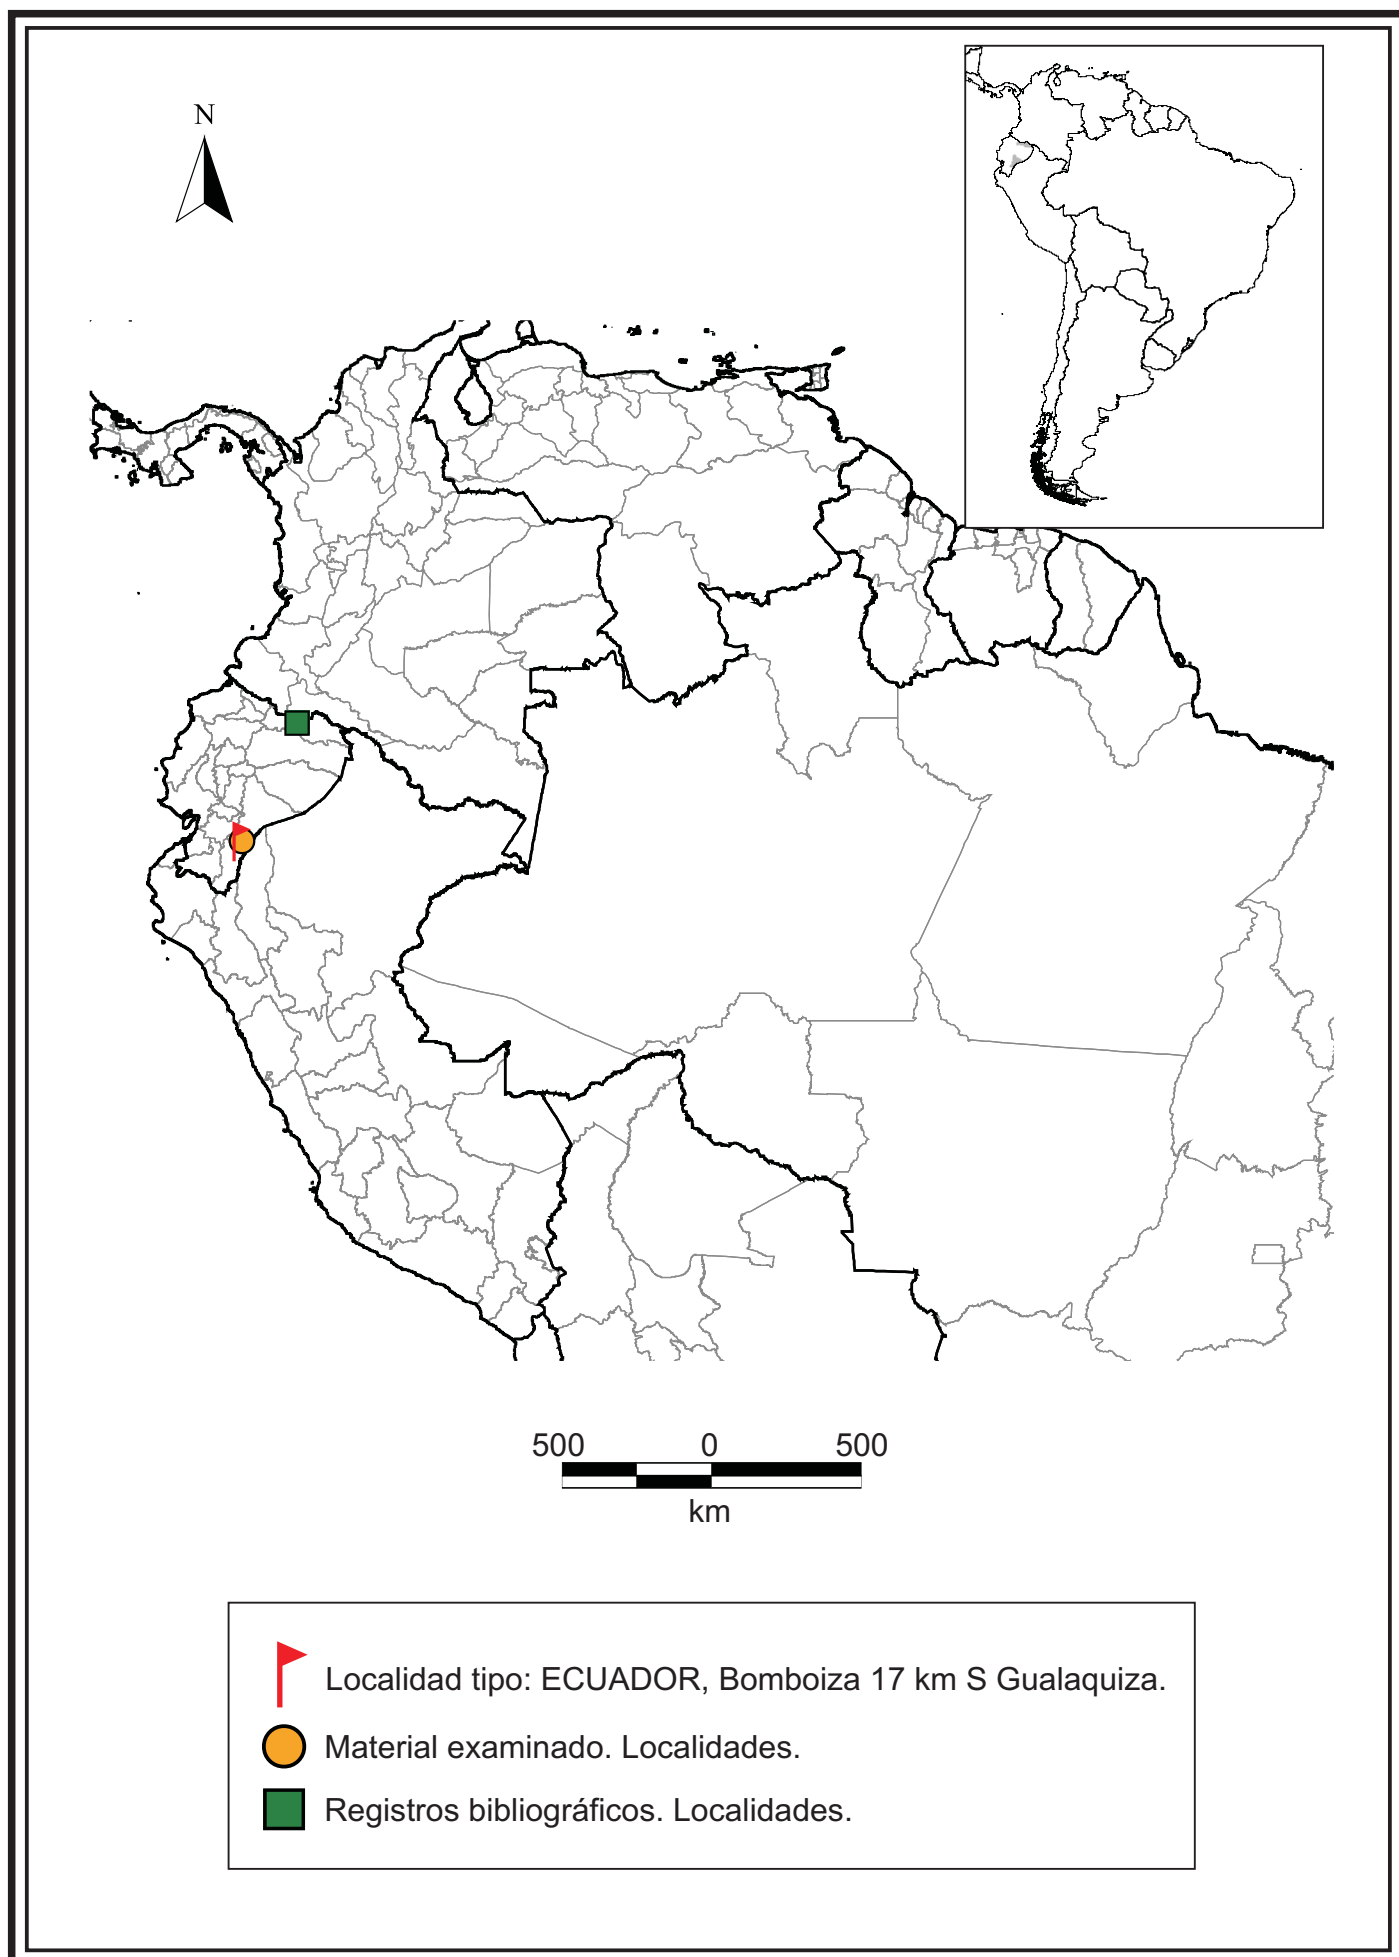 N
500 0 500
km
Localidad tipo: ECUADOR, Bomboiza 17 km S Gualaquiza.
Material examinado. Localidades.
Registros bibliográficos. Localidades.